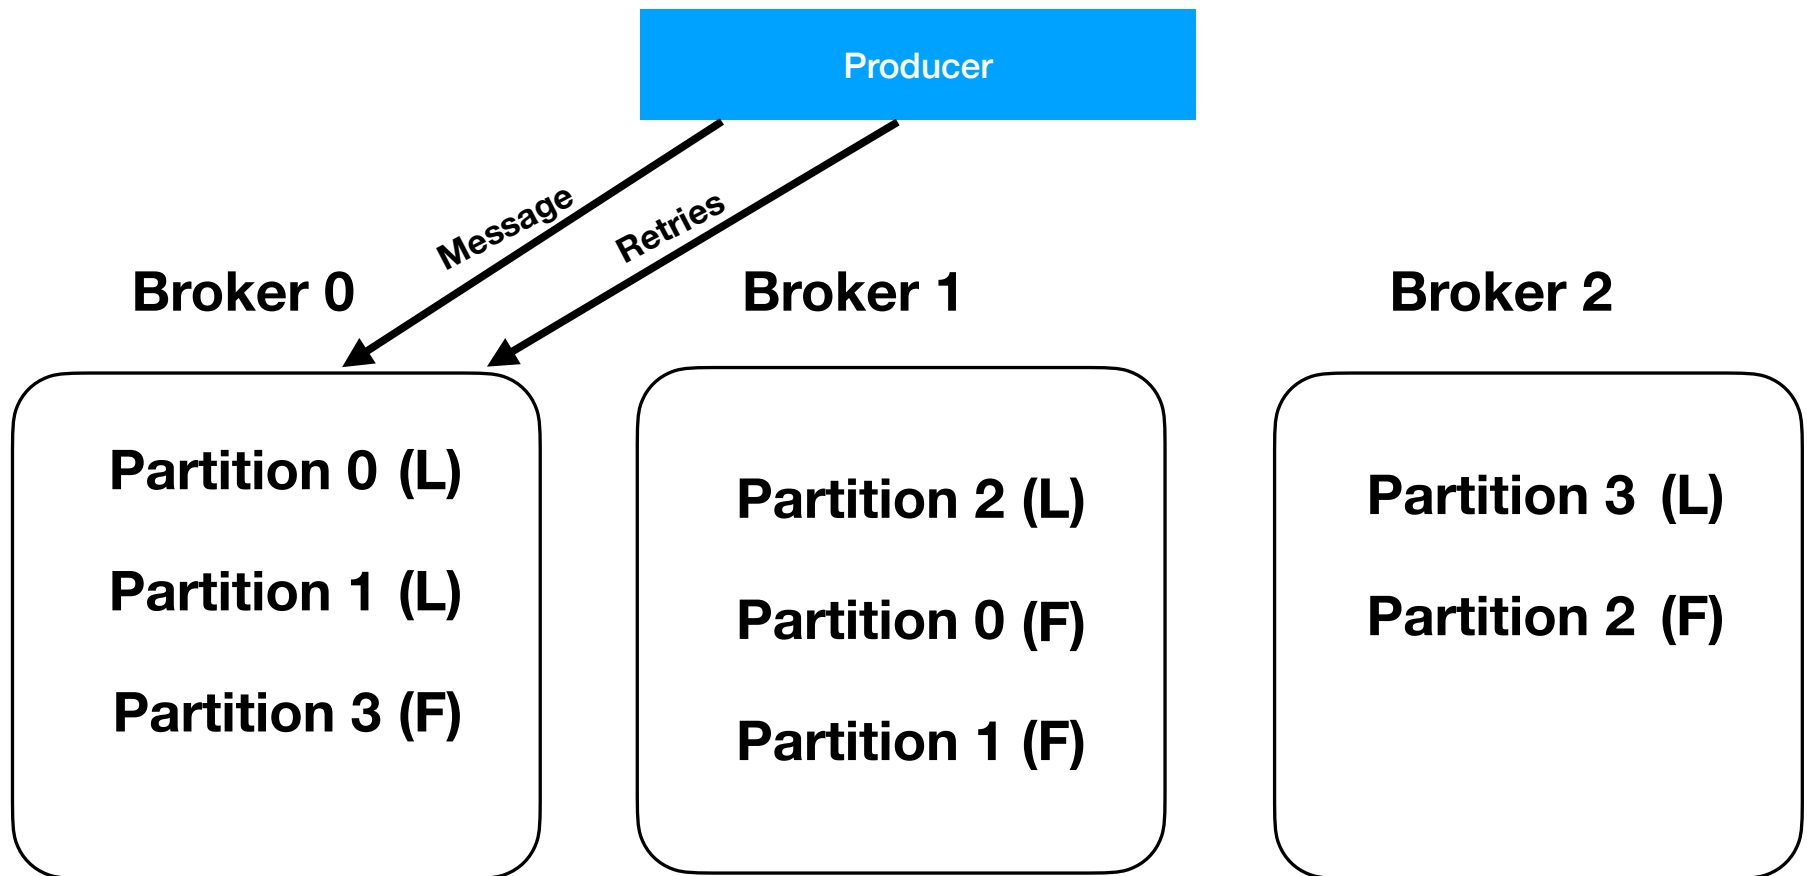 Producer
Message
Retries
Broker 0
Partition 0 (L)
Partition 1 (L)
Partition 3 (F)
Broker 1
Partition 2 (L)
Partition 0 (F)
Partition 1 (F)
Broker 2
Partition 3 (L)
Partition 2 (F)